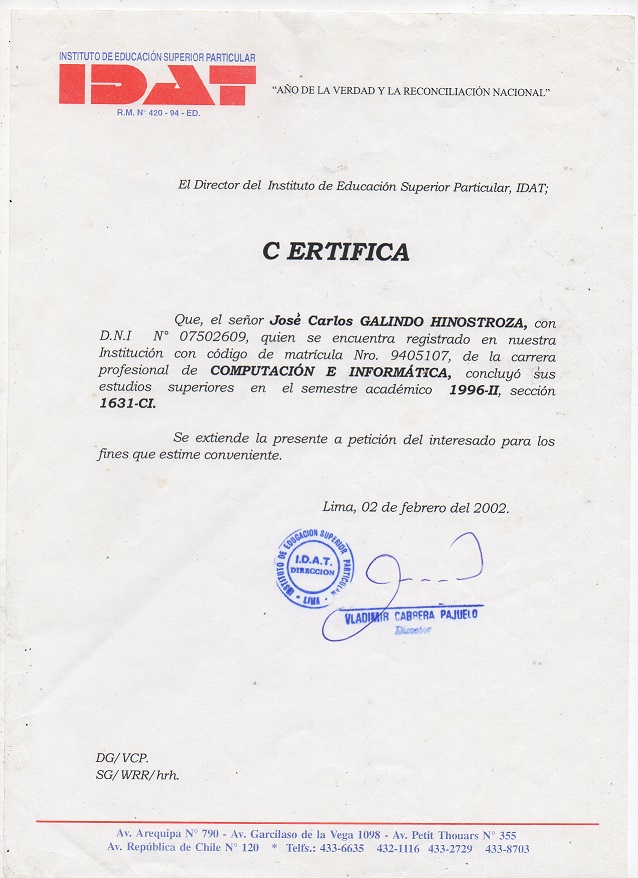 INSTITUTO DE EDUCACIÓN SUPERIOR PARTICULAR
IDAT
R.M. N° 420 - 94 - ED.
“AÑO DE LA VERDAD Y LA RECONCILIACIÓN NACIONAL”
El Director del Instituto de Educación Superior Particular, IDAT;
C ERTIFICA
Que, el señor José Carlos GALINDO HINOSTROZA, con
D.N.I N° 07502609, quien se encuentra registrado en nuestra
Institución con código de matrícula Nro. 9405107, de la carrera
profesional de COMPUTACIÓN E INFORMÁTICA, concluyó sus
estudios superiores en el semestre académico 1996-II, sección
1631-CI.
Se extiende la presente a petición del interesado para los
fines que estime conveniente.
Lima, 02 de febrero del 2002.
INSTITUTO DE EDUCACION SUPERIOR PARTICULAR
I.D.A.T.
DIRECCION
* LIMA -
VLADIMIR CABRERA PAJUELO
Director
DG/VCP.
SG/WRR/hrh.
Av. Arequipa N° 790 - Av. Garcilaso de la Vega 1098 - Av. Petit Thouars N° 355
Av. República de Chile N° 120 * Telfs.: 433-6635 432-1116 433-2729 433-8703